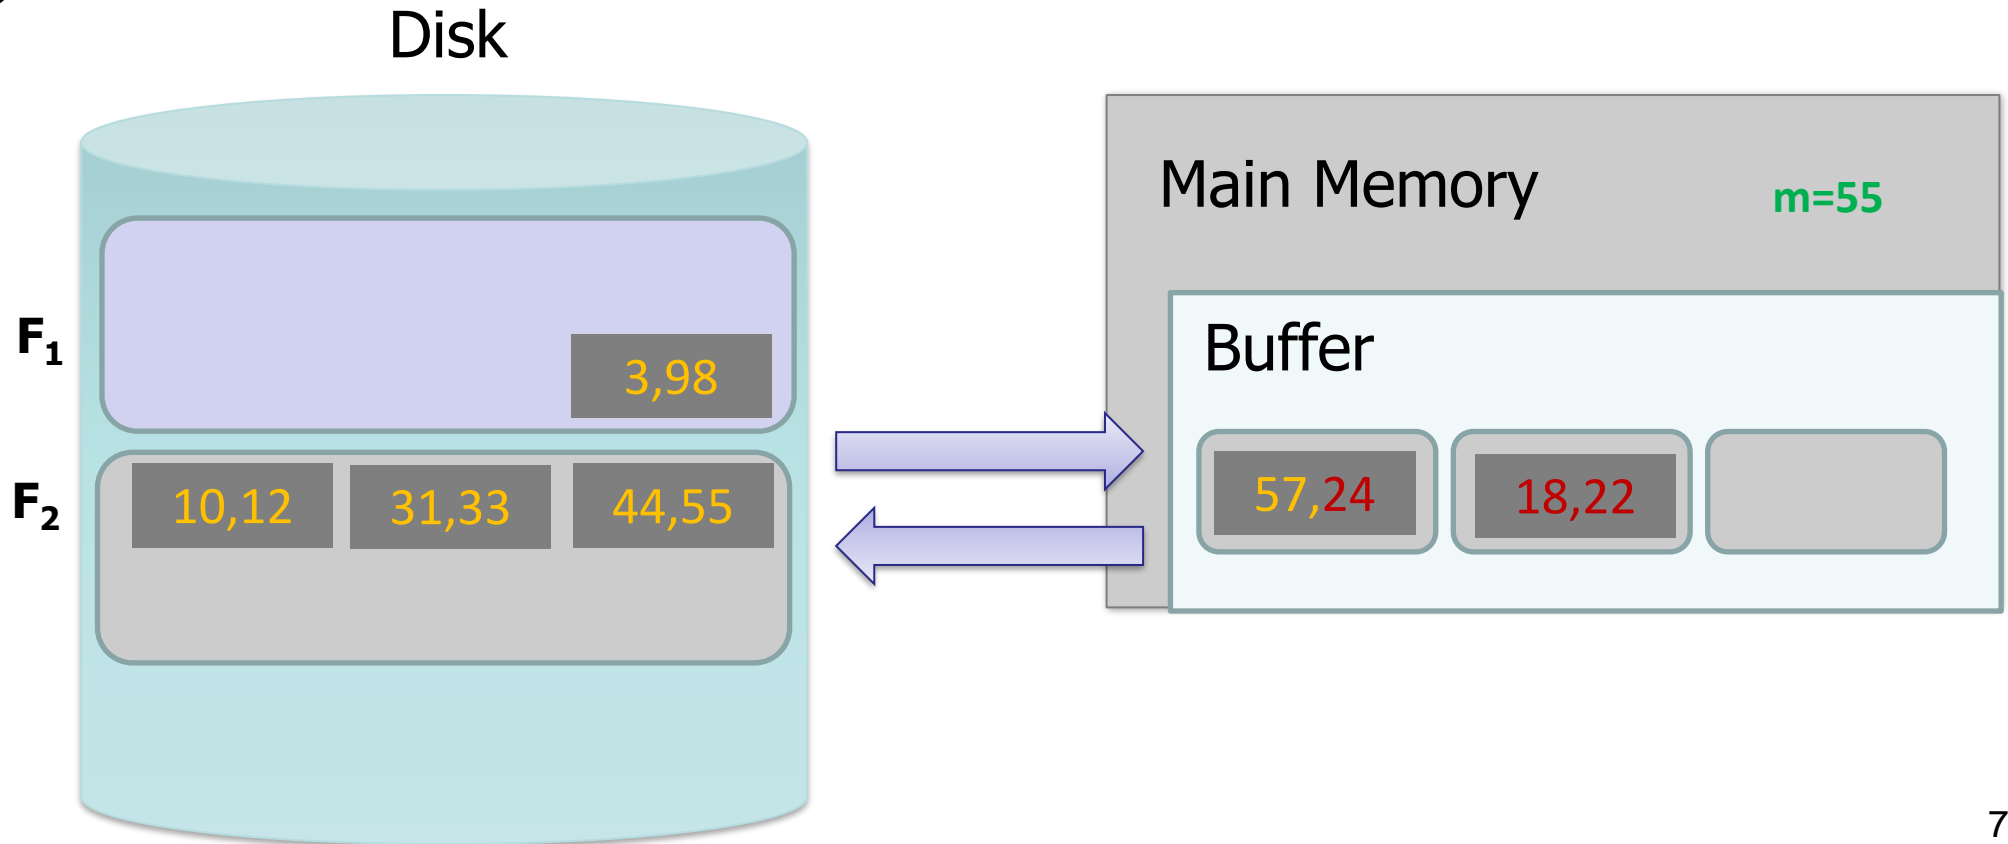 Disk
Main Memory
m=55
F1
Buffer
3,98
F2
10,12
31,33
44,55
57,24
18,22
7